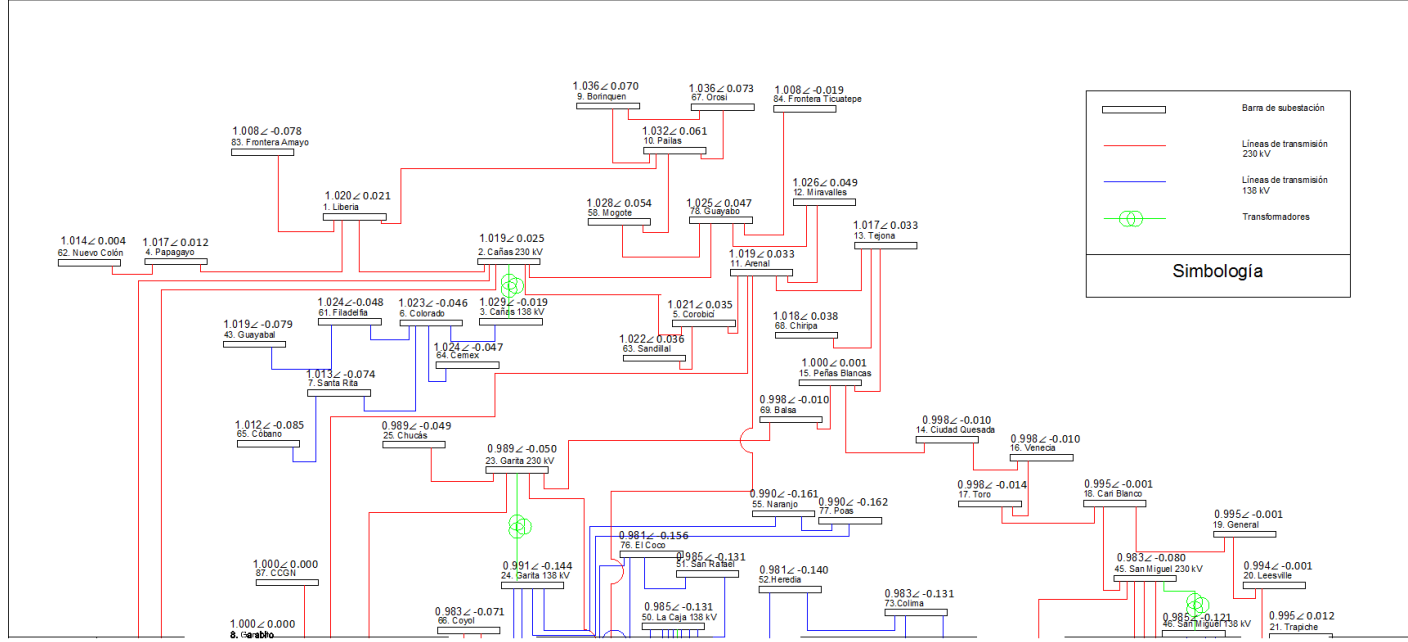 1.036∠ 0.070
9. Borinquen
1.036∠ 0.073
67. Orosi
1.008∠ -0.019
84. Frontera Ticuatepe
1.008∠ -0.078
83. Frontera Amayo
1.032∠ 0.061
10. Pailas
1.020∠ 0.021
1. Liberia
1.028∠ 0.054
58. Mogote
1.025∠ 0.047
78. Guayabo
1.026∠ 0.049
12. Miravalles
1.017∠ 0.033
13. Tejona
1.014∠ 0.004
62. Nuevo Colón
1.017∠ 0.012
4. Papagayo
1.019∠ 0.025
2. Cañas 230 kV
1.019∠ 0.033
11. Arenal
1.024∠ -0.048
61. Filadelfia
1.023∠ -0.046
6. Colorado
1.029∠ -0.019
3. Cañas 138 kV
1.021∠ 0.035
5. Corobicí
1.018∠ 0.038
68. Chiripa
1.019∠ -0.079
43. Guayabal
1.024∠ -0.047
64. Cemex
1.022∠ 0.036
63. Sandillal
1.013∠ -0.074
7. Santa Rita
1.000∠ 0.001
15. Peñas Blancas
1.012∠ -0.085
65. Cóbano
0.989∠ -0.049
25. Chucás
0.998∠ -0.010
69. Balsa
0.998∠ -0.010
14. Ciudad Quesada
0.998∠ -0.010
16. Venecia
0.989∠ -0.050
23. Garita 230 kV
0.998∠ -0.014
17. Toro
0.995∠ -0.001
18. Cari Blanco
0.990∠ -0.161
55. Naranjo
0.990∠ -0.162
77. Poas
0.995∠ -0.001
19. General
0.981∠ -0.156
76. El Coco
0.985∠ -0.131
51. San Rafael
0.991∠ -0.144
24. Garita 138 kV
0.981∠ -0.140
52.Heredia
0.983∠ -0.080
45. San Miguel 230 kV
0.994∠ -0.001
20. Leesville
1.000∠ 0.000
87. CCGN
0.983∠ -0.071
66. Coyol
0.985∠ -0.131
50. La Caja 138 kV
0.983∠ -0.131
73.Colima
0.985∠ -0.121
46. San Miguel 138 kV
0.995∠ 0.012
21. Trapiche
1.000∠ 0.000
8. Garabito
Barra de subestación
Líneas de transmisión
230 kV
Líneas de transmisión
138 kV
Transformadores
Simbología